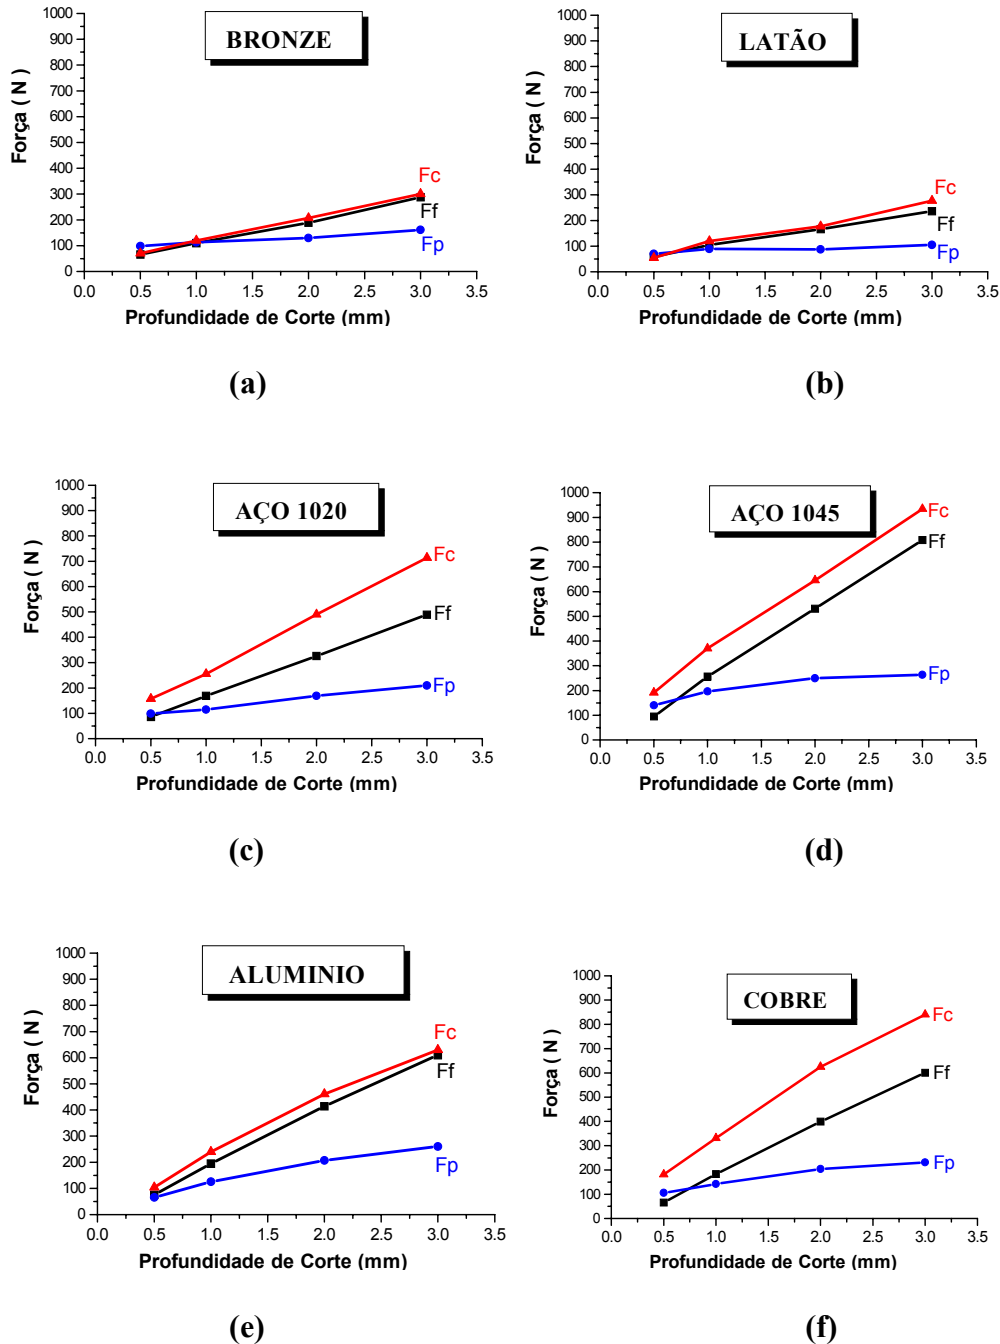 BRONZE
Força ( N )
1000
900
800
700
600
500
400
300
200
100
0
Fc
Ff
Fp
0.0 0.5 1.0 1.5 2.0 2.5 3.0 3.5
Profundidade de Corte (mm)
(a)
LATÃO
Força ( N )
1000
900
800
700
600
500
400
300
200
100
0
Fc
Ff
Fp
0.0 0.5 1.0 1.5 2.0 2.5 3.0 3.5
Profundidade de Corte (mm)
(b)
AÇO 1020
Força ( N )
1000
900
800
700
600
500
400
300
200
100
0
Fc
Ff
Fp
0.0 0.5 1.0 1.5 2.0 2.5 3.0 3.5
Profundidade de Corte (mm)
(c)
AÇO 1045
Força ( N )
1000
900
800
700
600
500
400
300
200
100
0
Fc
Ff
Fp
0.0 0.5 1.0 1.5 2.0 2.5 3.0 3.5
Profundidade de Corte (mm)
(d)
ALUMINIO
Força ( N )
1000
900
800
700
600
500
400
300
200
100
0
Fc
Ff
Fp
0.0 0.5 1.0 1.5 2.0 2.5 3.0 3.5
Profundidade de Corte (mm)
(e)
COBRE
Força ( N )
1000
900
800
700
600
500
400
300
200
100
0
Fc
Ff
Fp
0.0 0.5 1.0 1.5 2.0 2.5 3.0 3.5
Profundidade de Corte (mm)
(f)